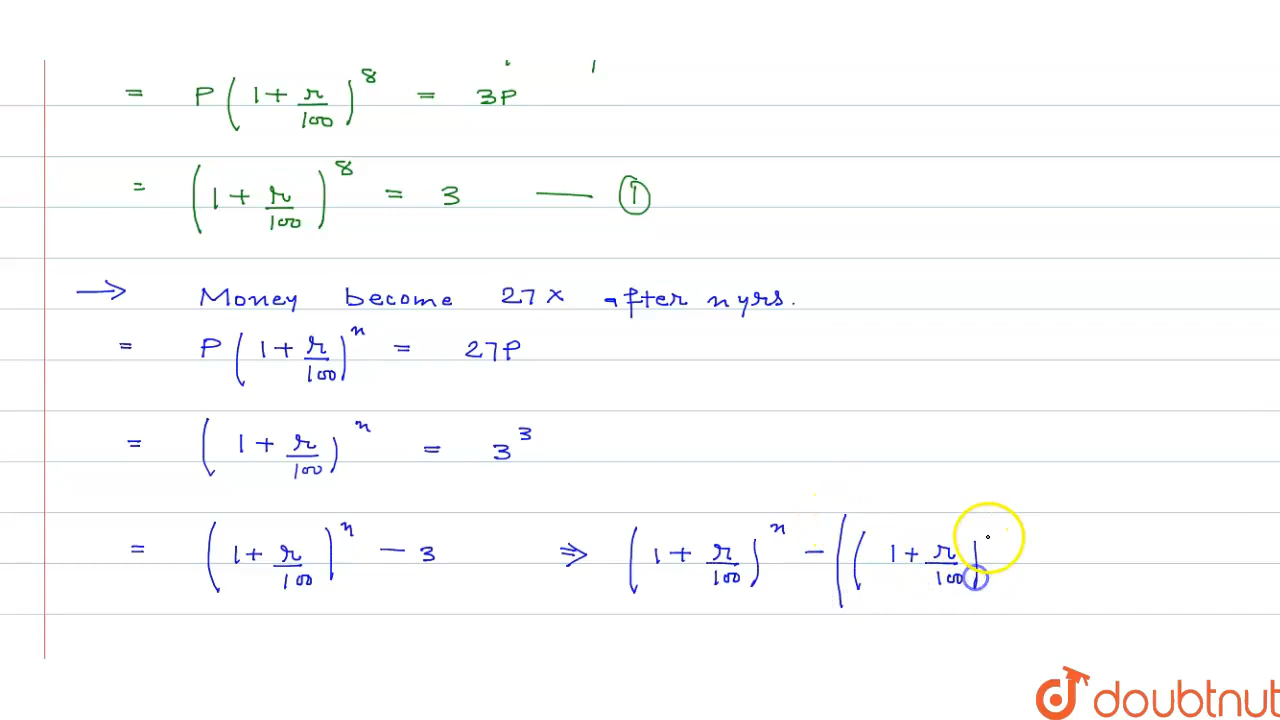 = P(1+r/100)^8 = 3P
= (1+r/100)^8 = 3 — ①
→ Money become 27x after n yrs.
= P(1+r/100)^n = 27P
= (1+r/100)^n = 3^3
= (1+r/100)^n - 3 ⇒ (1+r/100)^n - ((1+r/100)
doubtnut